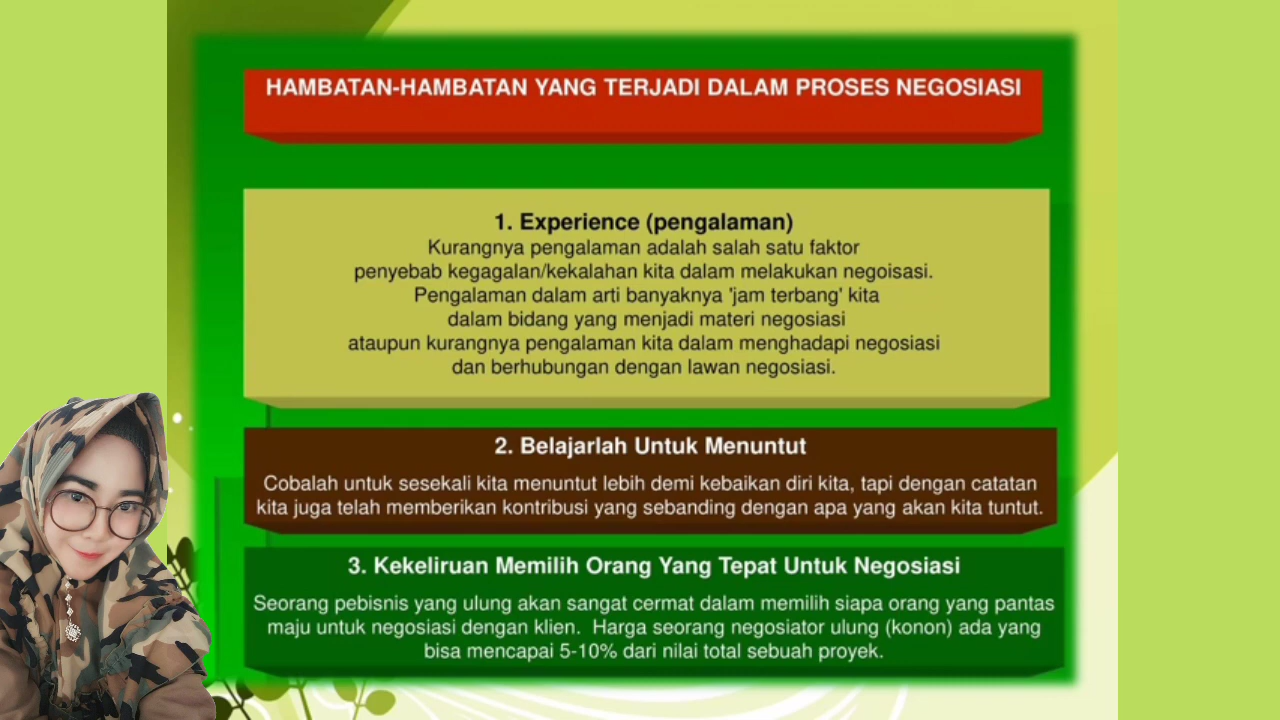 HAMBATAN-HAMBATAN YANG TERJADI DALAM PROSES NEGOSIASI
1. Experience (pengalaman)
Kurangnya pengalaman adalah salah satu faktor
penyebab kegagalan/kekalahan kita dalam melakukan negoisasi.
Pengalaman dalam arti banyaknya 'jam terbang' kita
dalam bidang yang menjadi materi negosiasi
ataupun kurangnya pengalaman kita dalam menghadapi negosiasi
dan berhubungan dengan lawan negosiasi.
2. Belajarlah Untuk Menuntut
Cobalah untuk sesekali kita menuntut lebih demi kebaikan diri kita, tapi dengan catatan
kita juga telah memberikan kontribusi yang sebanding dengan apa yang akan kita tuntut.
3. Kekeliruan Memilih Orang Yang Tepat Untuk Negosiasi
Seorang pebisnis yang ulung akan sangat cermat dalam memilih siapa orang yang pantas
maju untuk negosiasi dengan klien.  Harga seorang negosiator ulung (konon) ada yang
bisa mencapai 5-10% dari nilai total sebuah proyek.